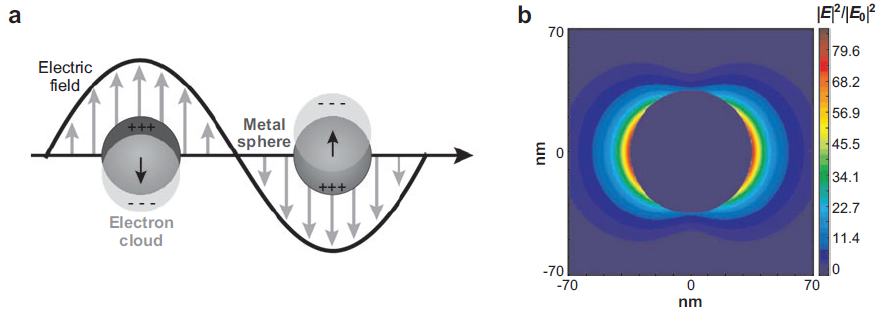 a
Electric
field
+++
- - -
Electron
cloud
Metal
sphere
- - -
+++
b
|E|²/|E₀|²
70
0
-70
nm
-70
0
70
nm
79.6
68.2
56.9
45.5
34.1
22.7
11.4
0